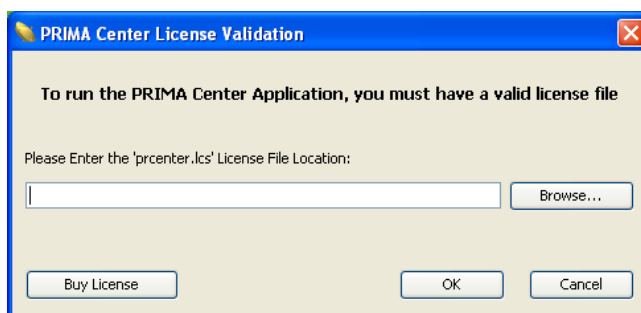 PRIMA Center License Validation
To run the PRIMA Center Application, you must have a valid license file
Please Enter the 'prcenter.lcs' License File Location:
Browse...
Buy License OK Cancel